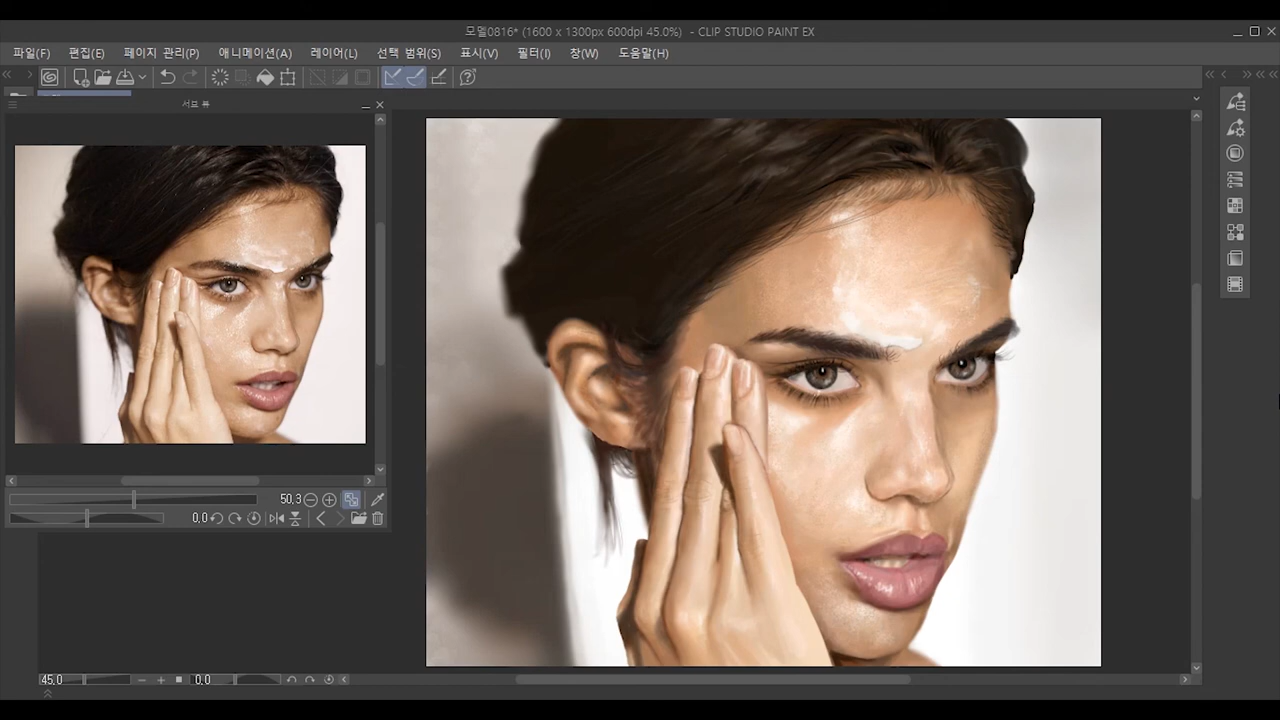 모델0816* (1600 x 1300px 600dpi 45.0%) - CLIP STUDIO PAINT EX
파일(F) 편집(E) 페이지 관리(P) 애니메이션(A) 레이어(L) 선택 범위(S) 표시(V) 필터(I) 창(W) 도움말(H)
서브 뷰
50.3
0.0
45.0 0.0